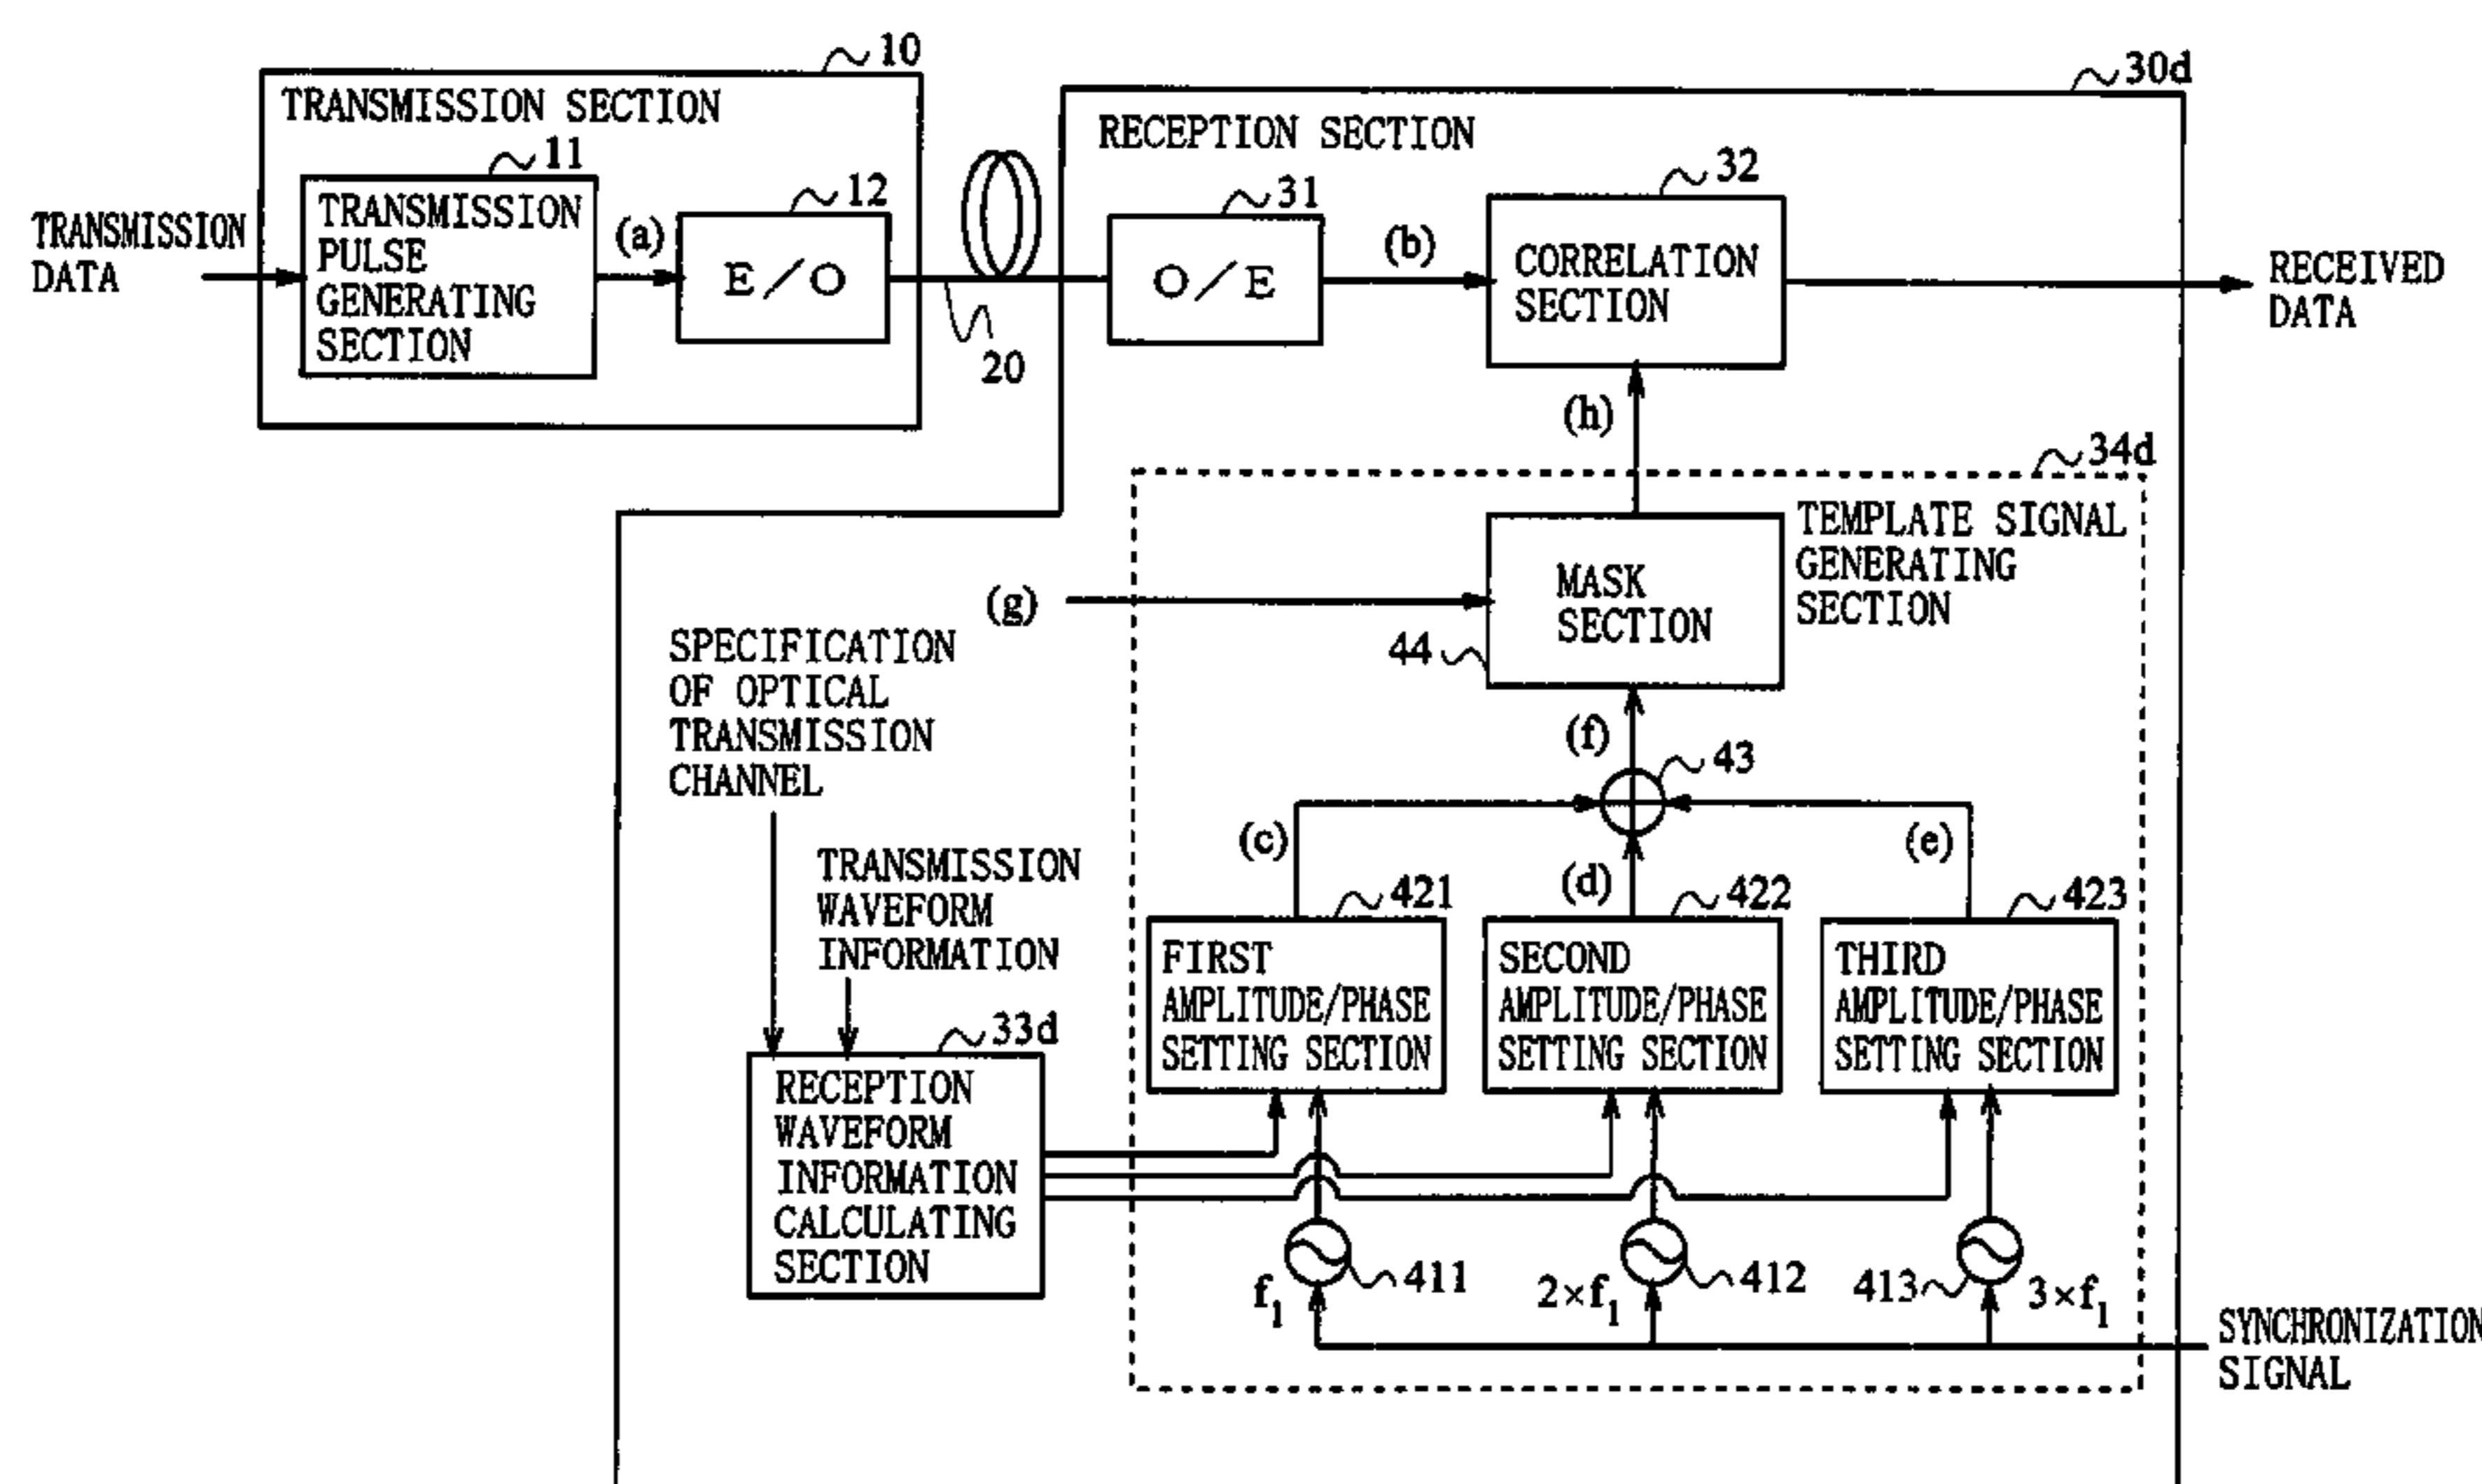 10
TRANSMISSION SECTION
11
TRANSMISSION
DATA
TRANSMISSION
PULSE
GENERATING
SECTION
(a)
12
E/O
20
30d
RECEPTION SECTION
31
O/E
(b)
32
CORRELATION
SECTION
RECEIVED
DATA
(h)
34d
TEMPLATE SIGNAL
GENERATING
SECTION
(g)
MASK
SECTION
44
(f)
43
SPECIFICATION
OF OPTICAL
TRANSMISSION
CHANNEL
TRANSMISSION
WAVEFORM
INFORMATION
33d
RECEPTION
WAVEFORM
INFORMATION
CALCULATING
SECTION
(c)
(d)
(e)
421
FIRST
AMPLITUDE/PHASE
SETTING SECTION
422
SECOND
AMPLITUDE/PHASE
SETTING SECTION
423
THIRD
AMPLITUDE/PHASE
SETTING SECTION
f1
411
2×f1
412
413
3×f1
SYNCHRONIZATION
SIGNAL